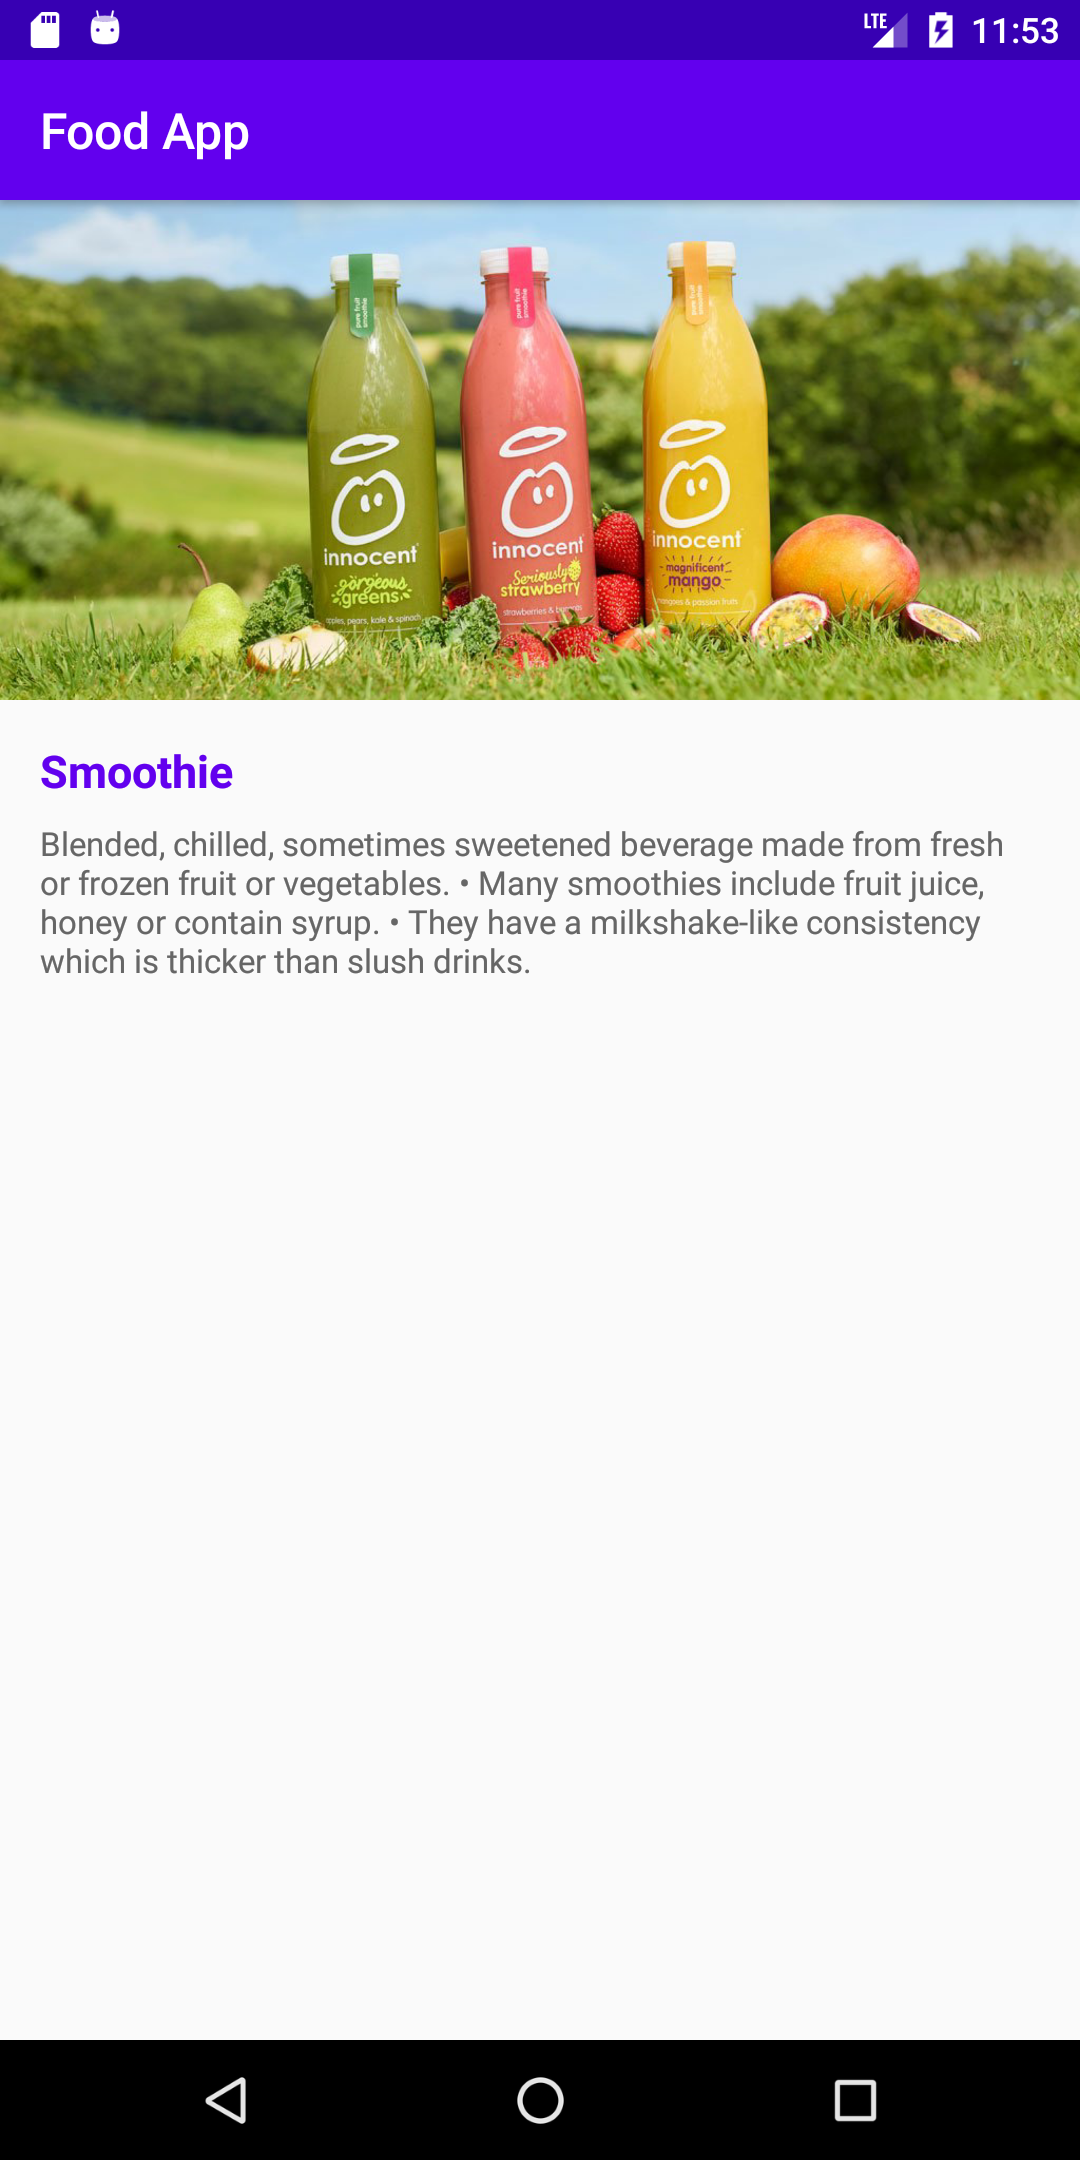 LTE 11:53
Food App
pure fruit smoothie
pure fruit smoothie
pure fruit smoothie
innocent
gorgeous
greens
apples, pears, kale & spinach
innocent
Seriously
strawberry
strawberries & bananas
innocent
magnificent
mango
mangoes & passion fruits
Smoothie
Blended, chilled, sometimes sweetened beverage made from fresh
or frozen fruit or vegetables. • Many smoothies include fruit juice,
honey or contain syrup. • They have a milkshake-like consistency
which is thicker than slush drinks.